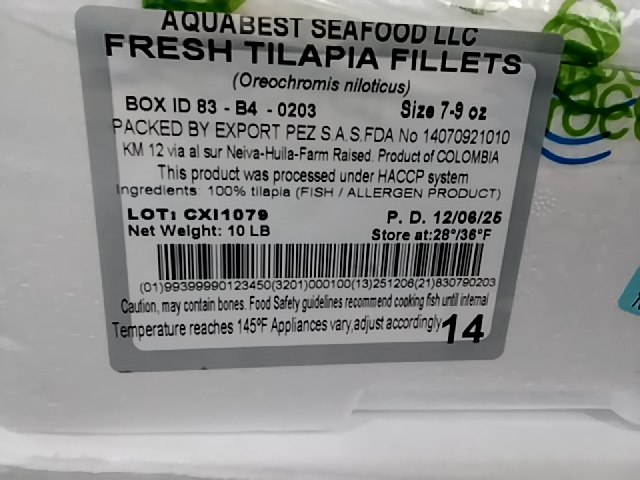 AQUABEST SEAFOOD LLC
FRESH TILAPIA FILLETS
(Oreochromis niloticus)
BOX ID 83 - B4 - 0203 Size 7-9 oz
PACKED BY EXPORT PEZ S.A.S.FDA No 14070921010
KM 12 via al sur Neiva-Huila-Farm Raised. Product of COLOMBIA
This product was processed under HACCP system
Ingredients: 100% tilapia (FISH / ALLERGEN PRODUCT)
LOT: CXI1079 P. D. 12/06/25
Net Weight: 10 LB Store at:28°/36°F
(01)99399990123450(3201)000100(13)251206(21)830790203
Caution, may contain bones. Food Safety guidelines recommend cooking fish until internal
Temperature reaches 145°F Appliances vary,adjust accordingly 14